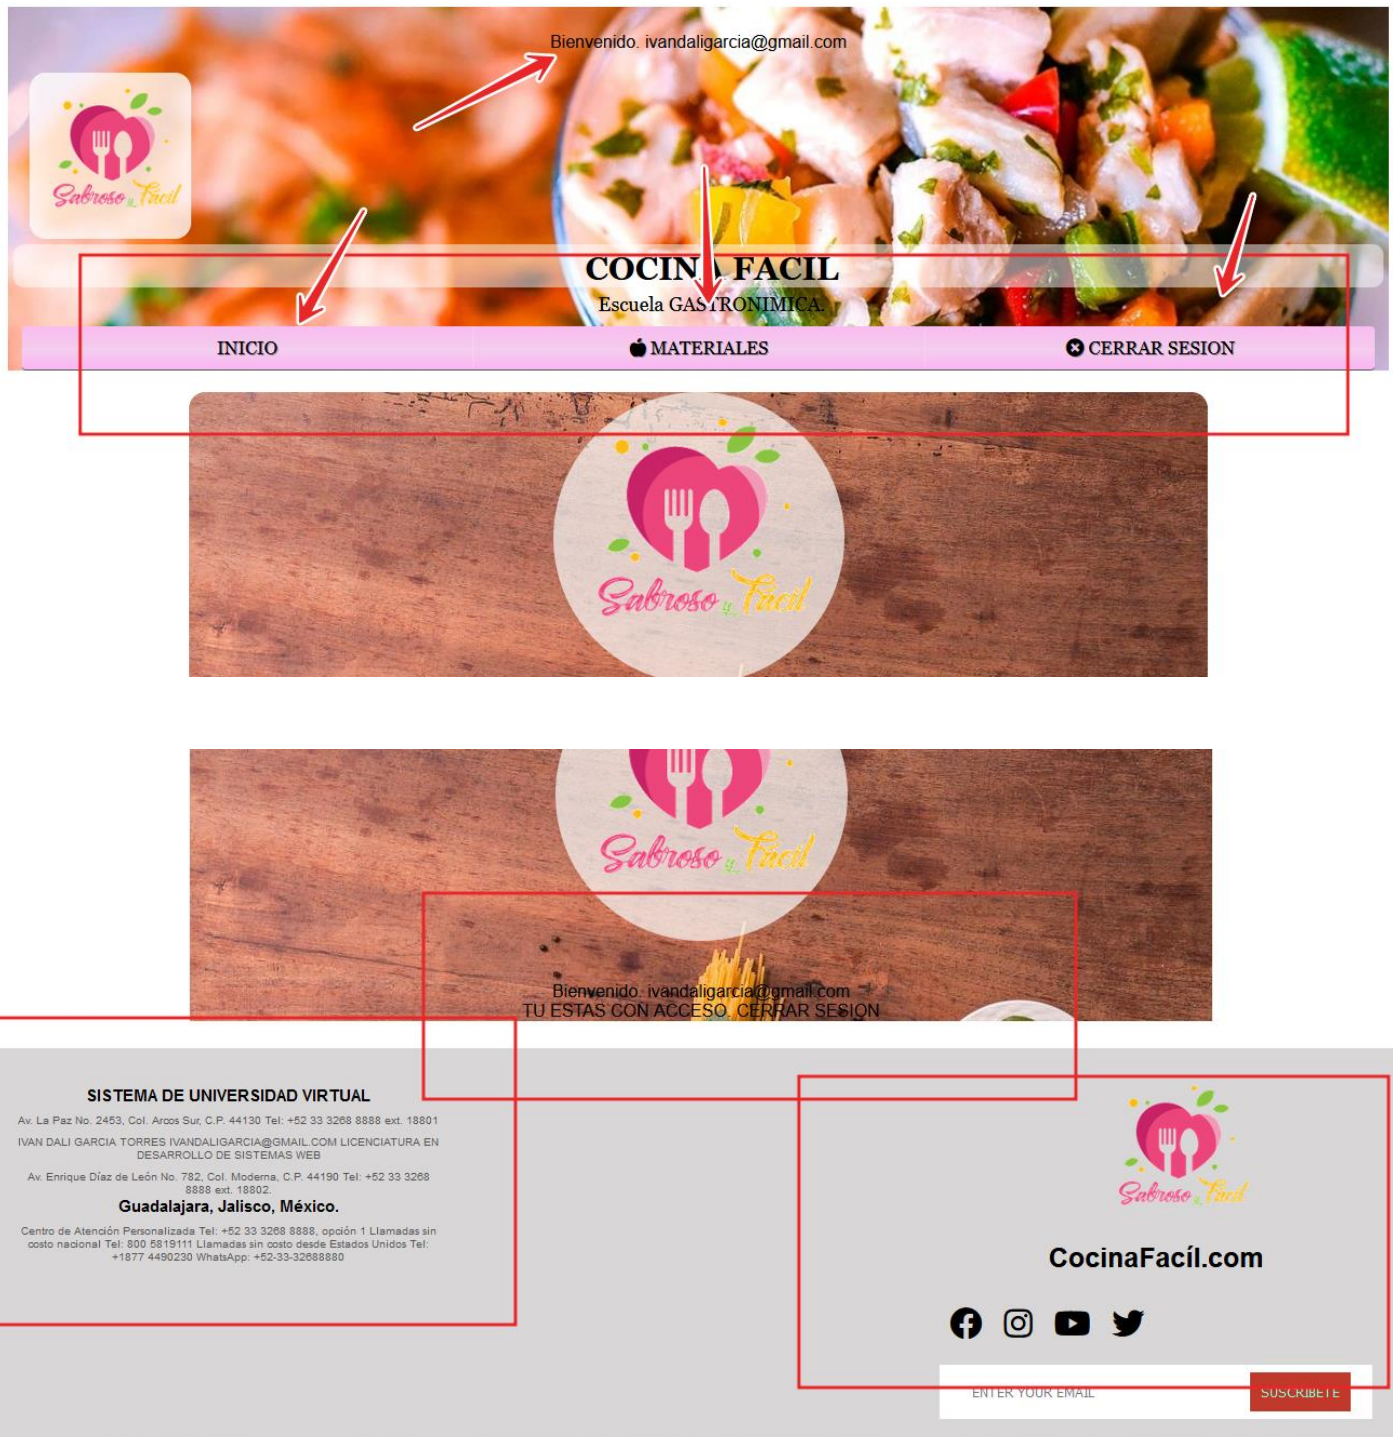 Bienvenido. ivandaligarcia@gmail.com
Sabroso y Fácil
COCINA FACIL
Escuela GASTRONIMICA.
INICIO
MATERIALES
CERRAR SESION
Sabroso y Fácil
Sabroso y Fácil
Bienvenido. ivandaligarcia@gmail.com
TU ESTAS CON ACCESO. CERRAR SESION
SISTEMA DE UNIVERSIDAD VIRTUAL
Av. La Paz No. 2453, Col. Arcos Sur, C.P. 44130 Tel: +52 33 3268 8888 ext. 18801
IVAN DALI GARCIA TORRES IVANDALIGARCIA@GMAIL.COM LICENCIATURA EN
DESARROLLO DE SISTEMAS WEB
Av. Enrique Díaz de León No. 782, Col. Moderna, C.P. 44190 Tel: +52 33 3268
8888 ext. 18802.
Guadalajara, Jalisco, México.
Centro de Atención Personalizada Tel: +52 33 3268 8888, opción 1 Llamadas sin
costo nacional Tel: 800 5819111 Llamadas sin costo desde Estados Unidos Tel:
+1877 4490230 WhatsApp: +52-33-32688880
Sabroso y Fácil
CocinaFacíl.com
ENTER YOUR EMAIL
SUSCRIBETE